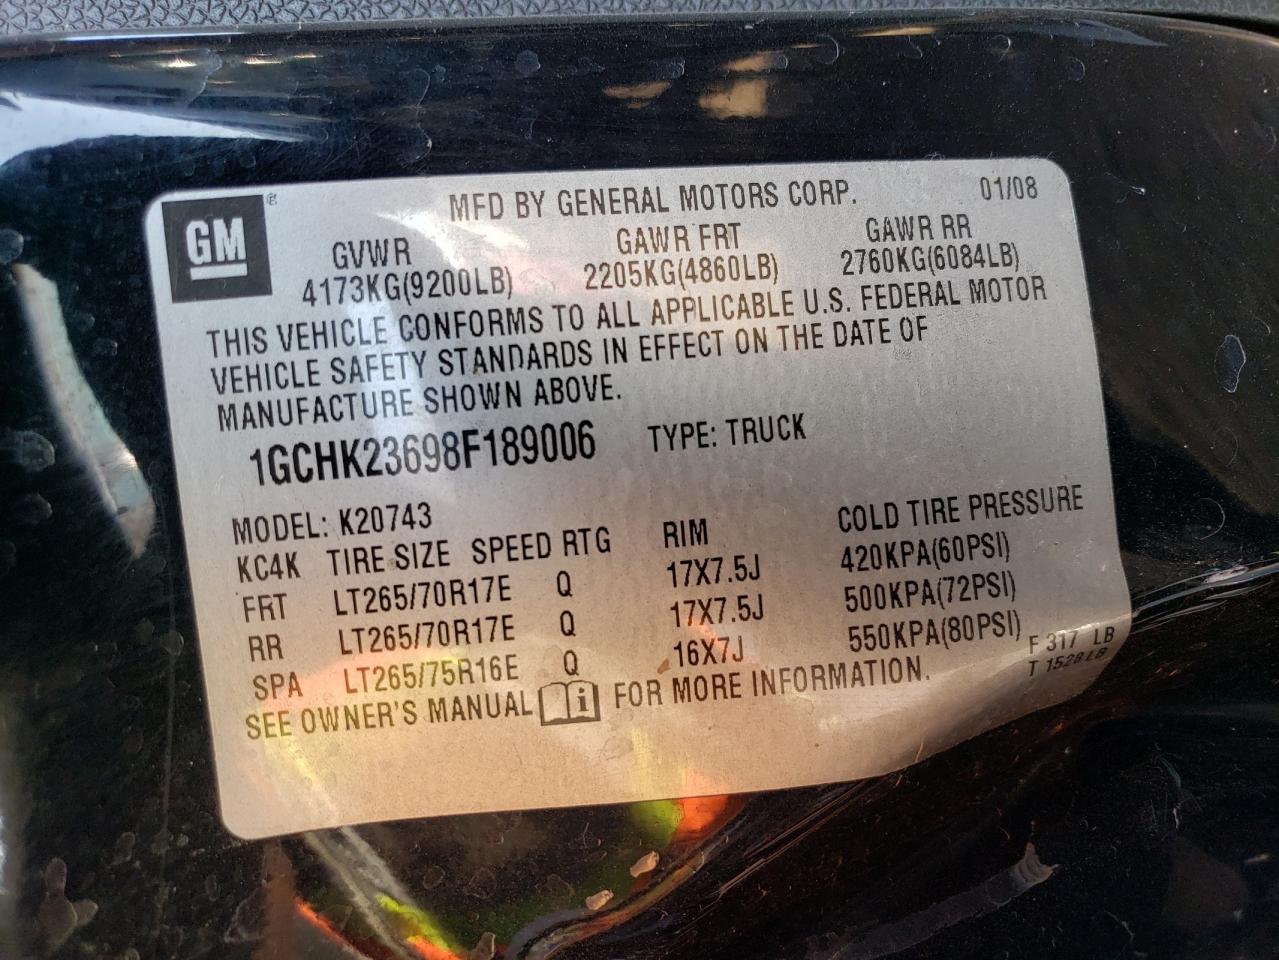 GM ®
MFD BY GENERAL MOTORS CORP. 01/08
GVWR GAWR FRT GAWR RR
4173KG(9200LB) 2205KG(4860LB) 2760KG(6084LB)
THIS VEHICLE CONFORMS TO ALL APPLICABLE U.S. FEDERAL MOTOR
VEHICLE SAFETY STANDARDS IN EFFECT ON THE DATE OF
MANUFACTURE SHOWN ABOVE.
1GCHK23698F189006 TYPE: TRUCK
MODEL: K20743
KC4K TIRE SIZE SPEED RTG RIM COLD TIRE PRESSURE
FRT LT265/70R17E Q 17X7.5J 420KPA(60PSI)
RR LT265/70R17E Q 17X7.5J 500KPA(72PSI)
SPA LT265/75R16E Q 16X7J 550KPA(80PSI)
SEE OWNER'S MANUAL i FOR MORE INFORMATION.
F 317 LB
T 1528 LB